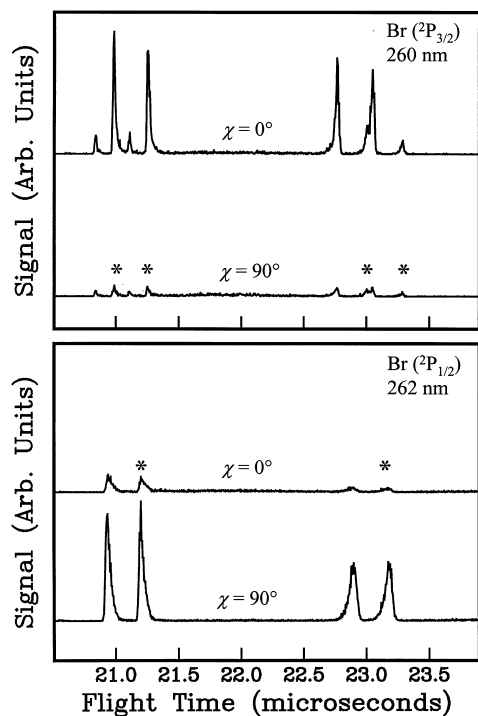 Br (²P₃/₂)
260 nm
χ = 0°
* * χ = 90° * *
Signal (Arb. Units)
Br (²P₁/₂)
262 nm
* χ = 0° *
χ = 90°
Signal (Arb. Units)
21.0 21.5 22.0 22.5 23.0 23.5
Flight Time (microseconds)